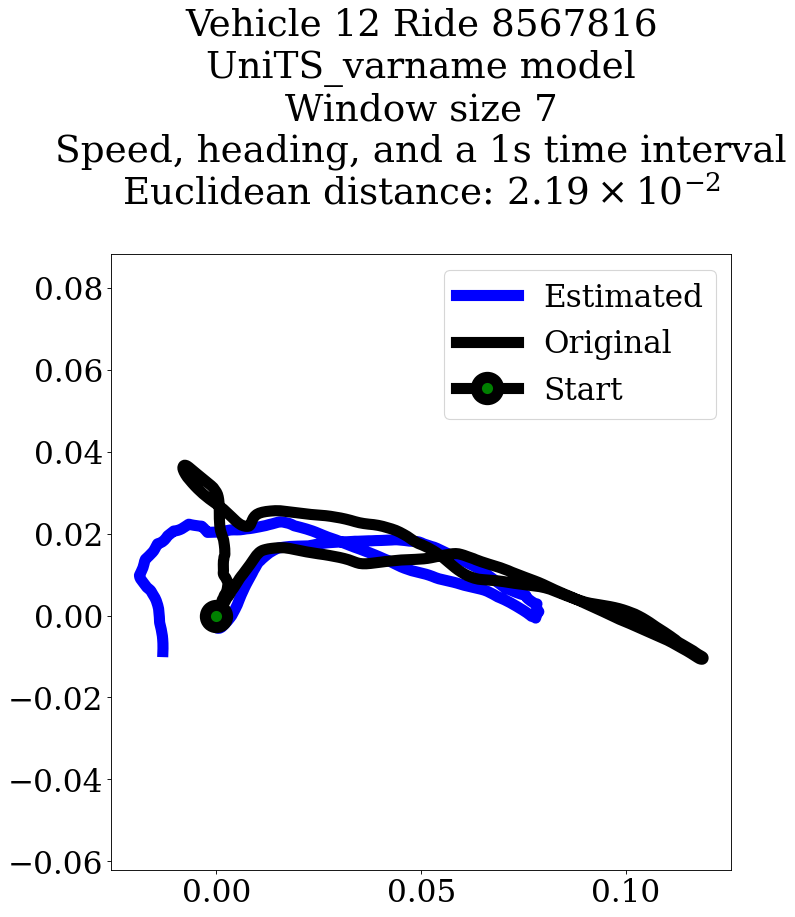 Vehicle 12 Ride 8567816
UniTS_varname model
Window size 7
Speed, heading, and a 1s time interval
Euclidean distance: 2.19 × 10⁻²
Estimated
Original
Start
0.08
0.06
0.04
0.02
0.00
−0.02
−0.04
−0.06
0.00 0.05 0.10